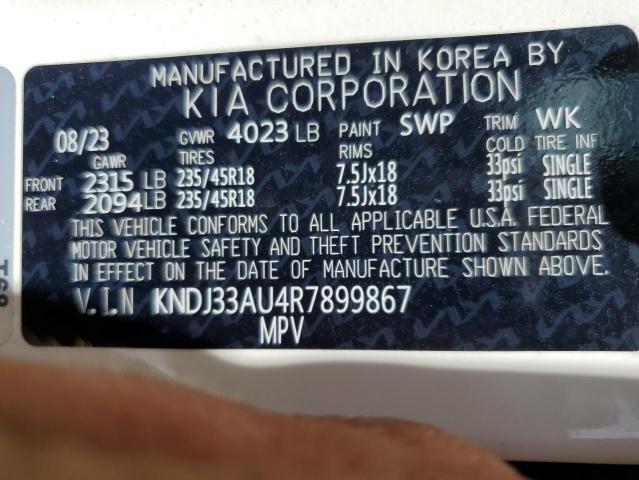 MANUFACTURED IN KOREA BY
KIA CORPORATION
08/23 GVWR 4023 LB PAINT SWP TRIM WK
GAWR TIRES RIMS COLD TIRE INF.
FRONT 2315 LB 235/45R18 7.5Jx18 33psi SINGLE
REAR 2094 LB 235/45R18 7.5Jx18 33psi SINGLE
THIS VEHICLE CONFORMS TO ALL APPLICABLE U.S.A. FEDERAL
MOTOR VEHICLE SAFETY AND THEFT PREVENTION STANDARDS
IN EFFECT ON THE DATE OF MANUFACTURE SHOWN ABOVE.
V.I.N KNDJ33AU4R7899867
MPV